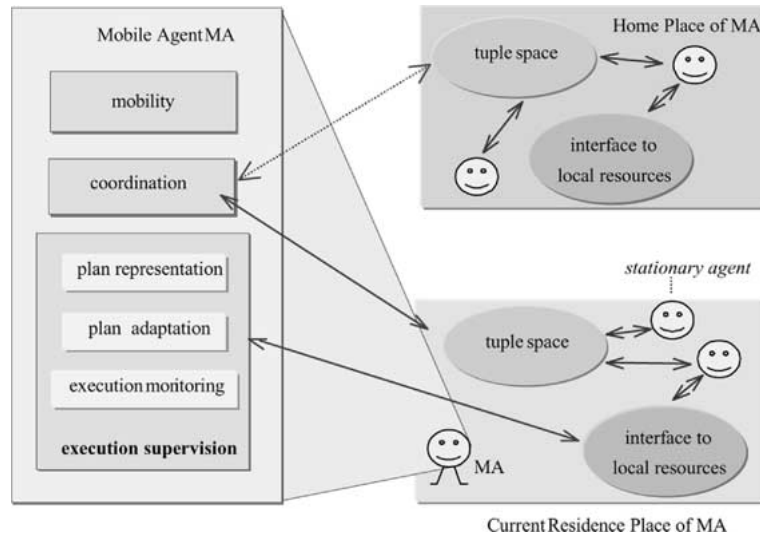 Mobile Agent MA
mobility
coordination
plan representation
plan adaptation
execution monitoring
execution supervision
Home Place of MA
tuple space
interface to
local resources
stationary agent
tuple space
interface to
local resources
MA
Current Residence Place of MA